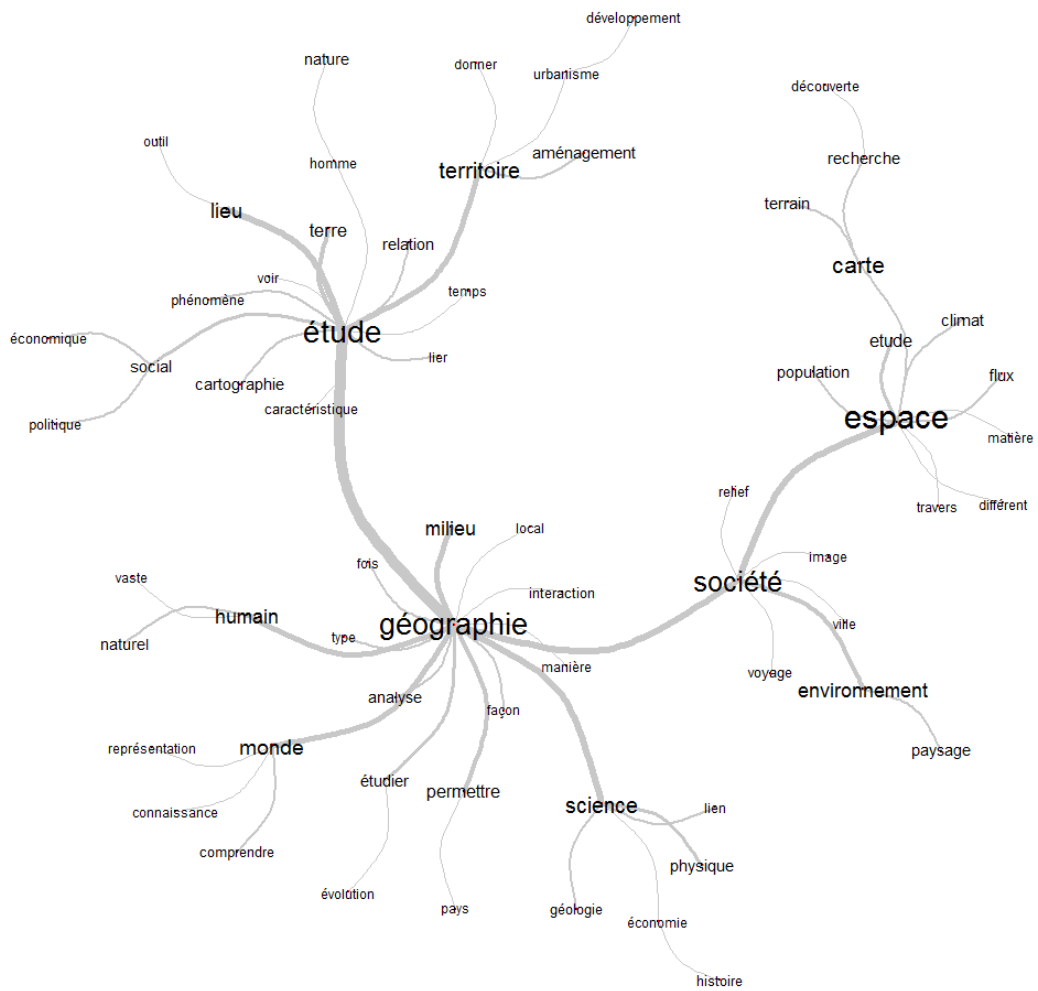 développement
nature
donner
urbanisme
découverte
outil
homme
territoire
aménagement
recherche
lieu
terre
relation
terrain
carte
voir
phénomène
temps
climat
économique
étude
etude
social
cartographie
lier
population
flux
caractéristique
espace
politique
matière
relief
travers
différent
milieu
local
fois
image
vaste
société
interaction
humain
géographie
ville
naturel
type
manière
voyage
analyse
façon
environnement
représentation
monde
paysage
étudier
permettre
connaissance
science
lien
comprendre
physique
évolution
pays
géologie
économie
histoire